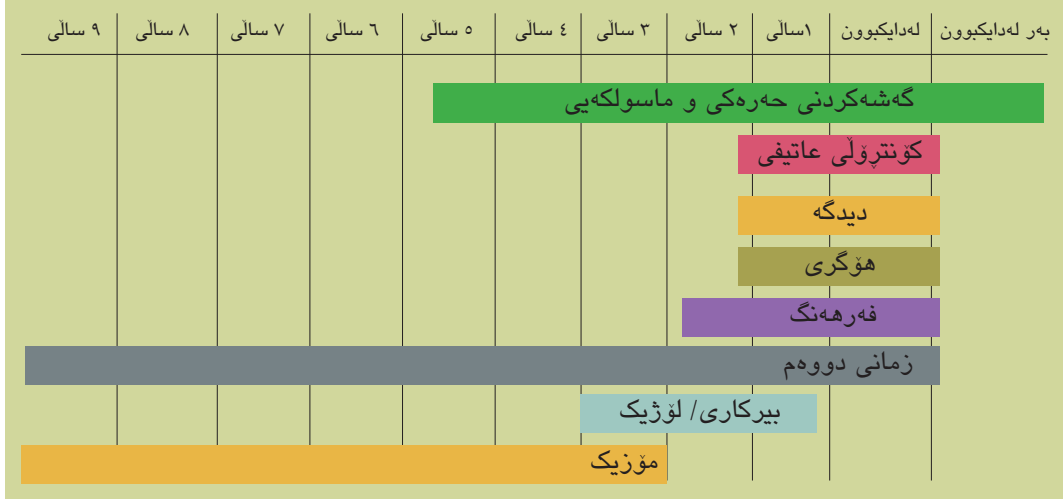 بەر لەدایکبوون لەدایکبوون ١ساڵی ٢ ساڵی ٣ ساڵی ٤ ساڵی ٥ ساڵی ٦ ساڵی ٧ ساڵی ٨ ساڵی ٩ ساڵی
گەشەکردنی حەرەکی و ماسولکەیی
کۆنترۆڵی عاتیفی
دیدگە
هۆگری
فەرهەنگ
زمانی دووەم
بیرکاری/ لۆژیک
مۆزیک